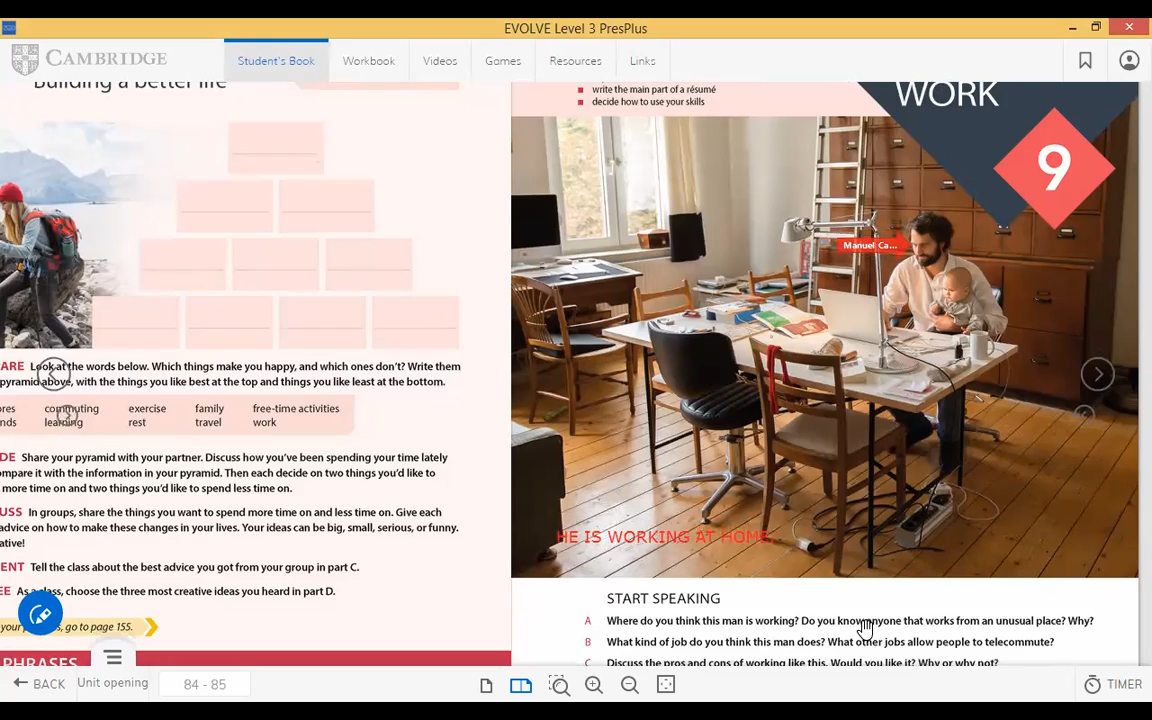 EVOLVE Level 3 PresPlus
CAMBRIDGE
Student's Book
Workbook
Videos
Games
Resources
Links
Building a better life
ARE Look at the words below. Which things make you happy, and which ones don't? Write them
pyramid above, with the things you like best at the top and things you like least at the bottom.
ores commuting exercise family free-time activities
nds learning rest travel work
DE Share your pyramid with your partner. Discuss how you've been spending your time lately
ompare it with the information in your pyramid. Then each decide on two things you'd like to
more time on and two things you'd like to spend less time on.
USS In groups, share the things you want to spend more time on and less time on. Give each
advice on how to make these changes in your lives. Your ideas can be big, small, serious, or funny.
ative!
ENT Tell the class about the best advice you got from your group in part C.
EE As a class, choose the three most creative ideas you heard in part D.
your p s, go to page 155.
PHRASES
write the main part of a résumé
decide how to use your skills
WORK
9
Manuel Ca...
HE IS WORKING AT HOME.
START SPEAKING
A Where do you think this man is working? Do you know anyone that works from an unusual place? Why?
B What kind of job do you think this man does? What other jobs allow people to telecommute?
C Discuss the pros and cons of working like this. Would you like it? Why or why not?
BACK
Unit opening
84 - 85
TIMER